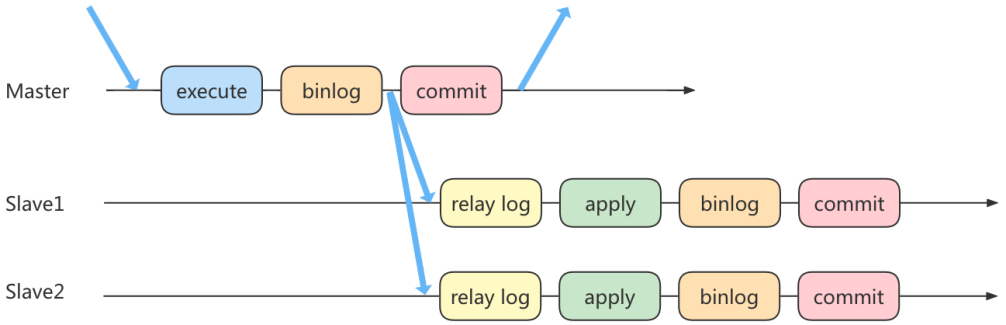 Master execute binlog commit
Slave1 relay log apply binlog commit
Slave2 relay log apply binlog commit